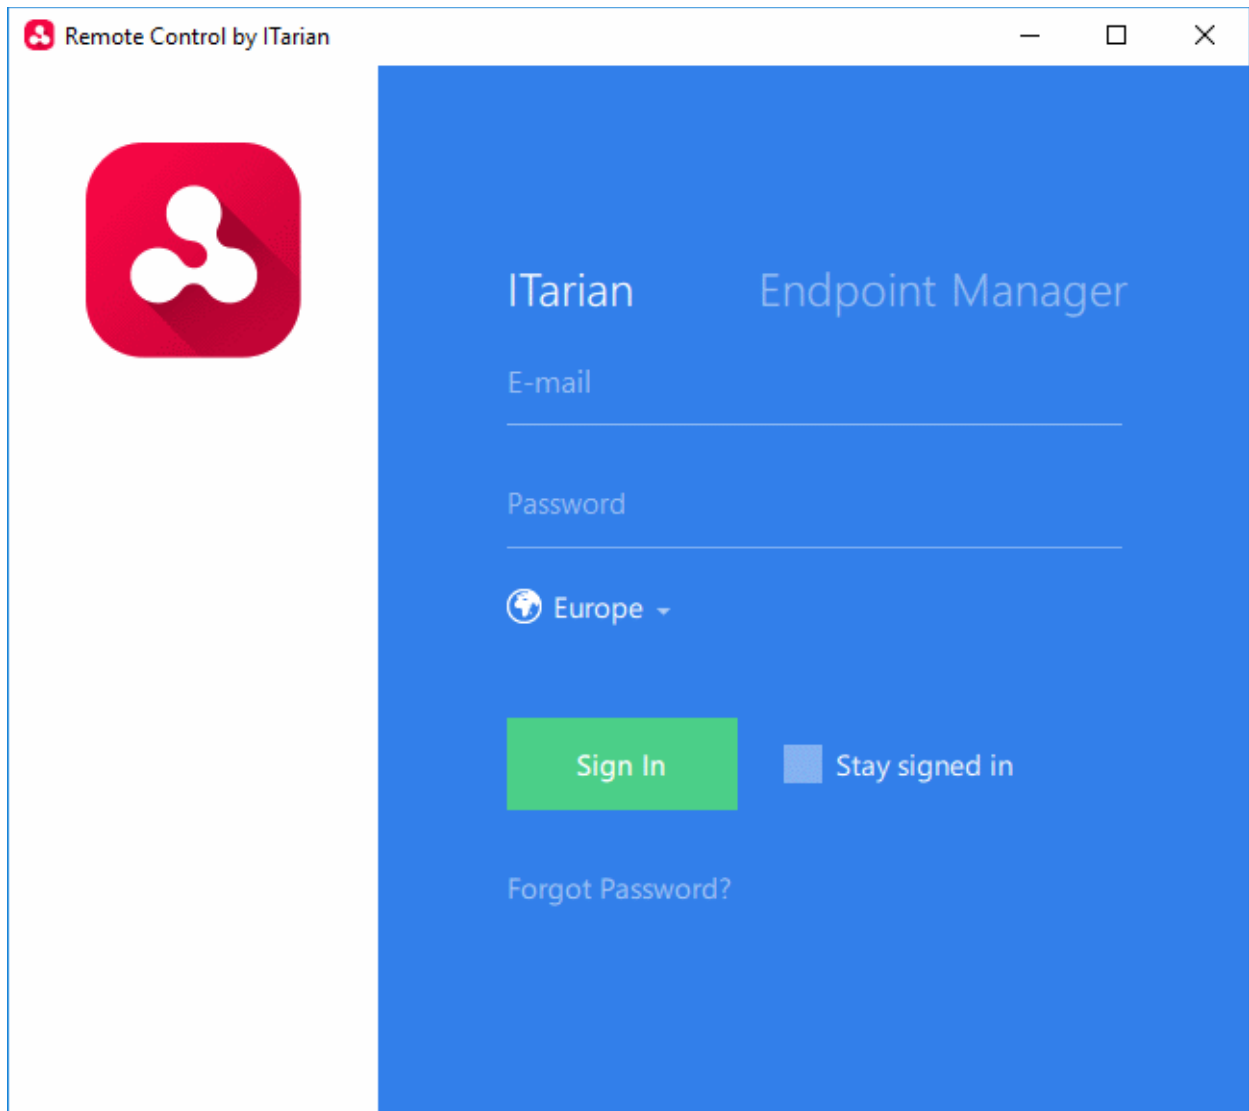 Remote Control by ITarian
ITarian Endpoint Manager
E-mail
Password
Europe
Sign In Stay signed in
Forgot Password?